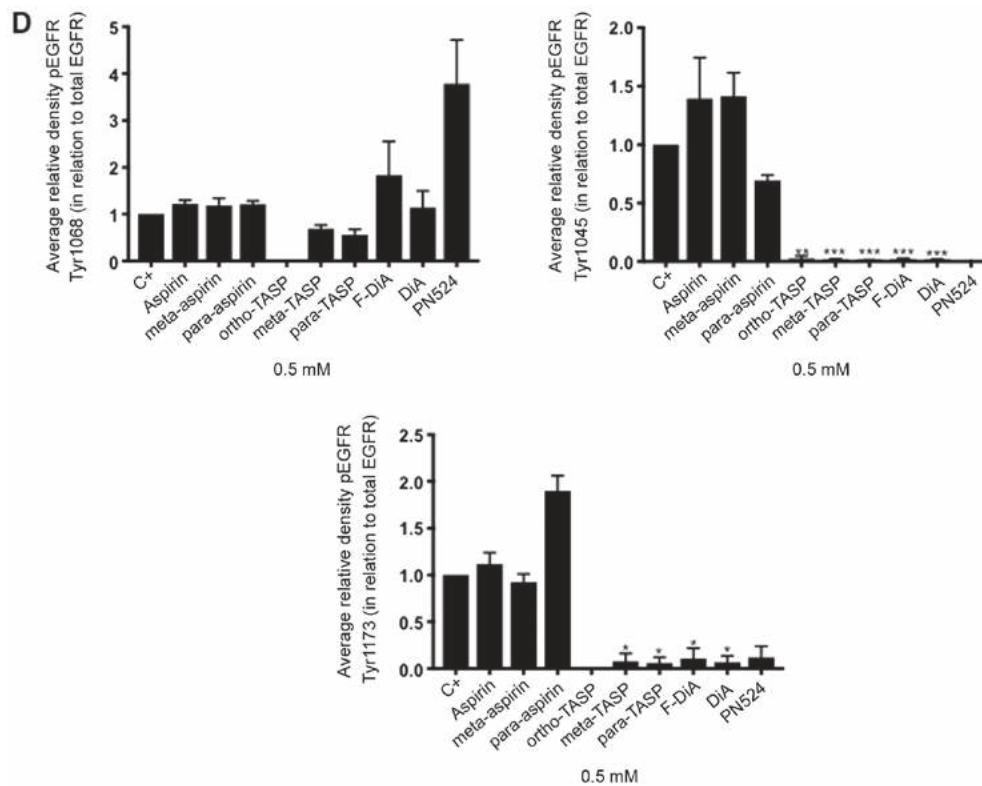 D
Average relative density pEGFR
Tyr1068 (in relation to total EGFR)
5
4
3
2
1
0
C+
Aspirin
meta-aspirin
para-aspirin
ortho-TASP
meta-TASP
para-TASP
F-DiA
DiA
PN524
0.5 mM
Average relative density pEGFR
Tyr1045 (in relation to total EGFR)
2.0
1.5
1.0
0.5
0.0
**
***
***
***
***
C+
Aspirin
meta-aspirin
para-aspirin
ortho-TASP
meta-TASP
para-TASP
F-DiA
DiA
PN524
0.5 mM
Average relative density pEGFR
Tyr1173 (in relation to total EGFR)
2.5
2.0
1.5
1.0
0.5
0.0
*
*
*
*
C+
Aspirin
meta-aspirin
para-aspirin
ortho-TASP
meta-TASP
para-TASP
F-DiA
DiA
PN524
0.5 mM